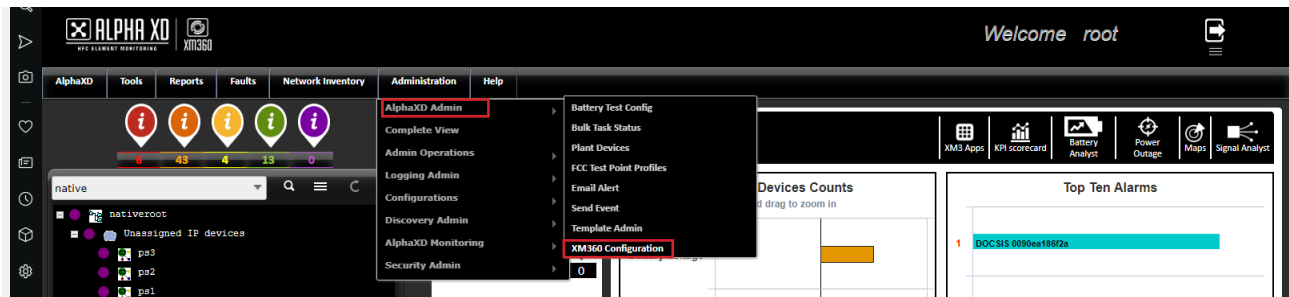 ALPHA XD
HFC ELEMENT MONITORING
XM360
Welcome root
AlphaXD Tools Reports Faults Network Inventory Administration Help
6 43 4 13 0
native
nativeroot
Unassigned IP devices
ps3
ps2
ps1
AlphaXD Admin
Complete View
Admin Operations
Logging Admin
Configurations
Discovery Admin
AlphaXD Monitoring
Security Admin
Battery Test Config
Bulk Task Status
Plant Devices
FCC Test Point Profiles
Email Alert
Send Event
Template Admin
XM360 Configuration
0
XM3 Apps
KPI scorecard
Battery Analyst
Power Outage
Maps
Signal Analyst
Devices Counts
d drag to zoom in
Top Ten Alarms
1 DOCSIS 0090ea186f2a